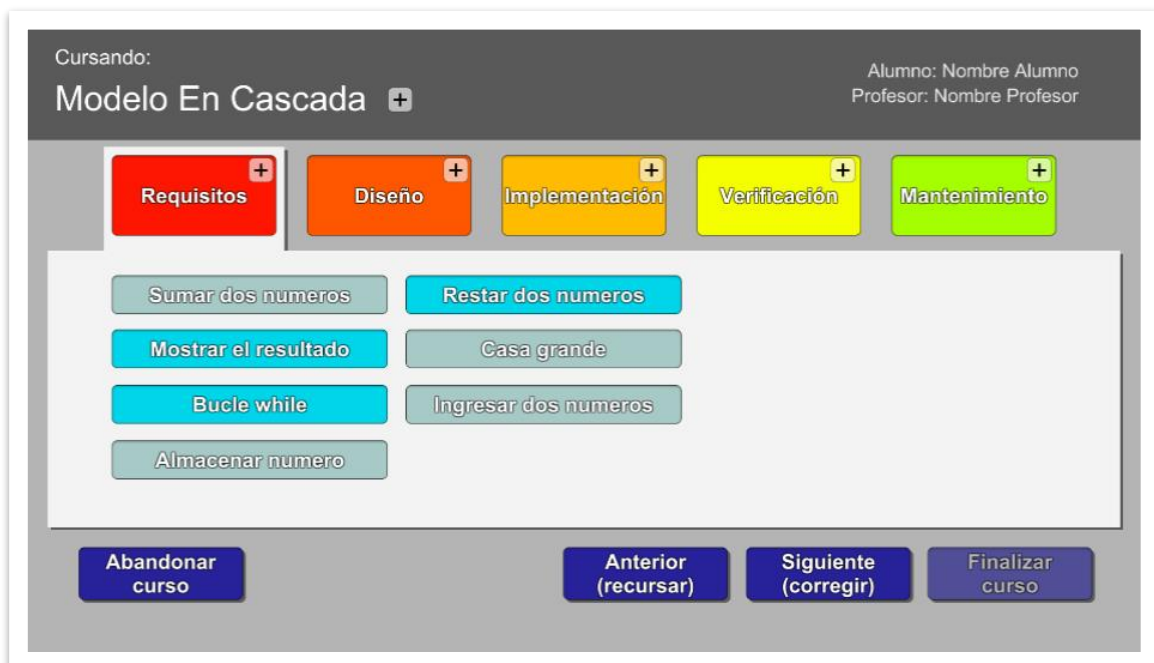 Cursando:
Modelo En Cascada +
Alumno: Nombre Alumno
Profesor: Nombre Profesor
+ + + + +
Requisitos Diseño Implementación Verificación Mantenimiento
Sumar dos numeros Restar dos numeros
Mostrar el resultado Casa grande
Bucle while Ingresar dos numeros
Almacenar numero
Abandonar
curso
Anterior
(recursar)
Siguiente
(corregir)
Finalizar
curso